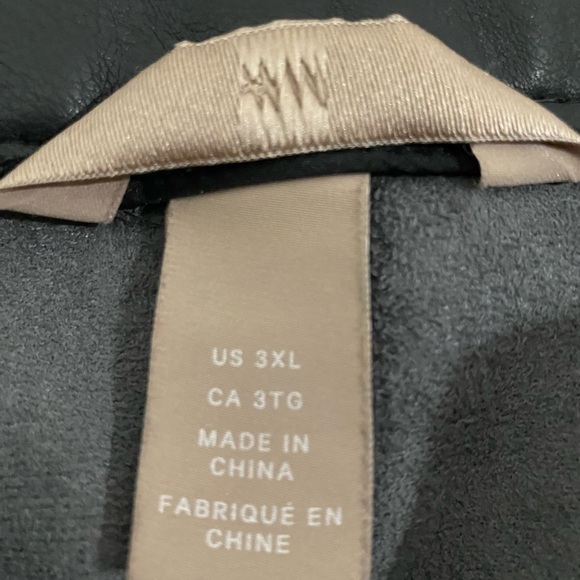 US 3XL
CA 3TG
MADE IN
CHINA
FABRIQUÉ EN
CHINE